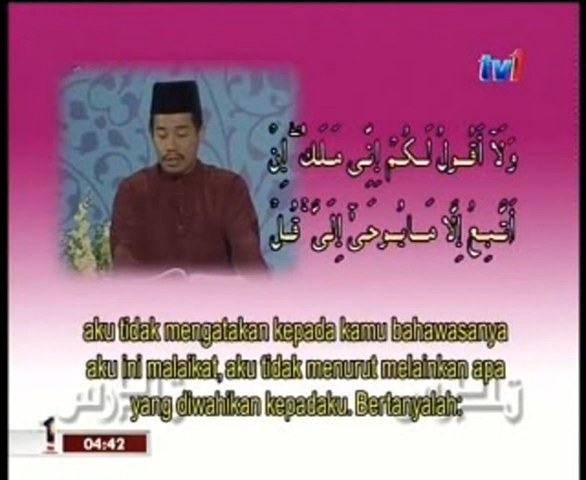 tv1
وَلَآ أَقُولُ لَكُمْ إِنِّى مَلَكٌ ۖ إِنْ
أَتَّبِعُ إِلَّا مَا يُوحَىٰٓ إِلَىَّ ۚ قُلْ
aku tidak mengatakan kepada kamu bahawasanya
aku ini malaikat, aku tidak menurut melainkan apa
yang diwahikan kepadaku. Bertanyalah:
1
04:42